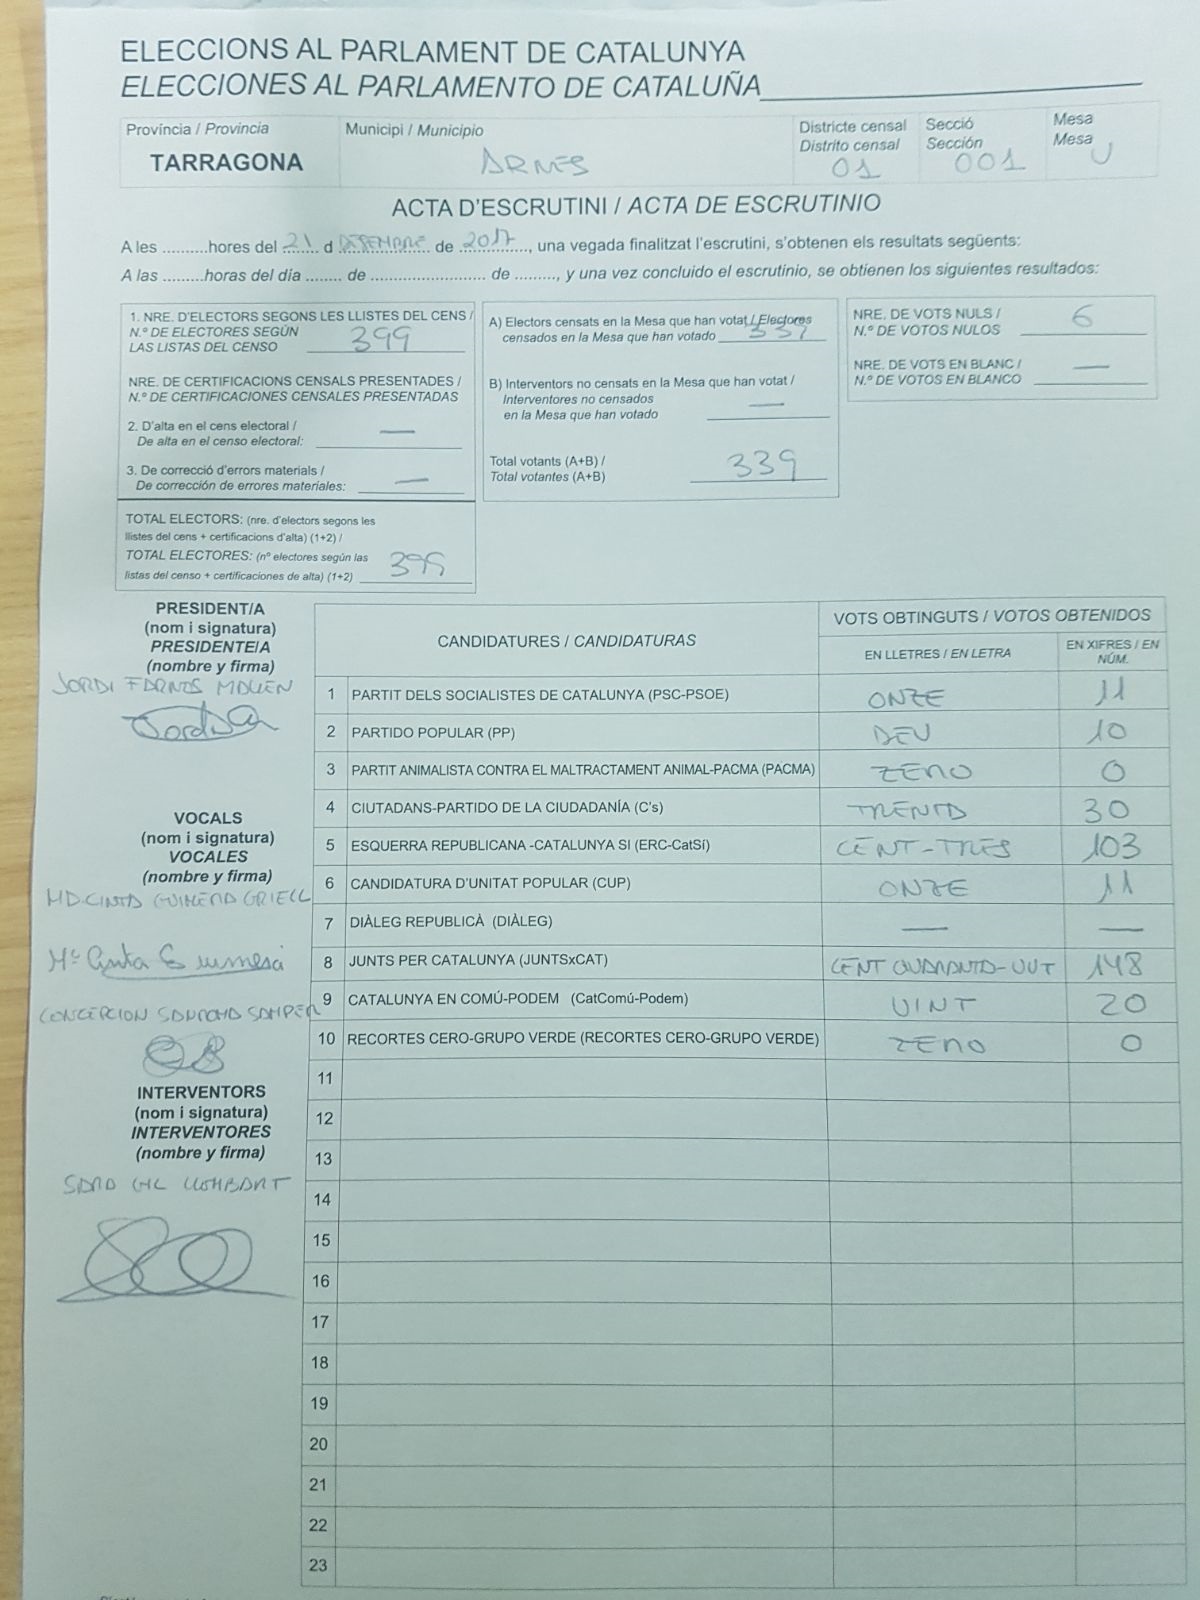 ELECCIONS AL PARLAMENT DE CATALUNYA
ELECCIONES AL PARLAMENTO DE CATALUÑA
Província / Provincia
TARRAGONA
Municipi / Municipio
ARNES
Districte censal
Distrito censal
01
Secció
Sección
001
Mesa
Mesa
U
ACTA D'ESCRUTINI / ACTA DE ESCRUTINIO
A les ..........hores del 21 d DESEMBRE de 2017, una vegada finalitzat l'escrutini, s'obtenen els resultats següents:
A las ..........horas del día ........ de ........................ de ........., y una vez concluido el escrutinio, se obtienen los siguientes resultados:
1. NRE. D'ELECTORS SEGONS LES LLISTES DEL CENS /
N.º DE ELECTORES SEGÚN
LAS LISTAS DEL CENSO 399
NRE. DE CERTIFICACIONS CENSALS PRESENTADES /
N.º DE CERTIFICACIONES CENSALES PRESENTADAS
2. D'alta en el cens electoral /
De alta en el censo electoral: —
3. De correcció d'errors materials /
De corrección de errores materiales: —
TOTAL ELECTORS: (nre. d'electors segons les
llistes del cens + certificacions d'alta) (1+2) /
TOTAL ELECTORES: (nº electores según las
listas del censo + certificaciones de alta) (1+2) 399
A) Electors censats en la Mesa que han votat / Electores
censados en la Mesa que han votado 339
B) Interventors no censats en la Mesa que han votat /
Interventores no censados
en la Mesa que han votado —
Total votants (A+B) /
Total votantes (A+B) 339
NRE. DE VOTS NULS /
N.º DE VOTOS NULOS 6
NRE. DE VOTS EN BLANC /
N.º DE VOTOS EN BLANCO —
PRESIDENT/A
(nom i signatura)
PRESIDENTE/A
(nombre y firma)
JORDI
VOCALS
(nom i signatura)
VOCALES
(nombre y firma)
Mª Cinta
CONCEPCION
INTERVENTORS
(nom i signatura)
INTERVENTORES
(nombre y firma)
SARA GIL LLOMBART
CANDIDATURES / CANDIDATURAS
VOTS OBTINGUTS / VOTOS OBTENIDOS
EN LLETRES / EN LETRA
EN XIFRES / EN
NÚM.
1 PARTIT DELS SOCIALISTES DE CATALUNYA (PSC-PSOE) ONZE 11
2 PARTIDO POPULAR (PP) DEU 10
3 PARTIT ANIMALISTA CONTRA EL MALTRACTAMENT ANIMAL-PACMA (PACMA) ZERO 0
4 CIUTADANS-PARTIDO DE LA CIUDADANÍA (C's) TRENTA 30
5 ESQUERRA REPUBLICANA -CATALUNYA SI (ERC-CatSí) CENT-TRES 103
6 CANDIDATURA D'UNITAT POPULAR (CUP) ONZE 11
7 DIÀLEG REPUBLICÀ (DIÀLEG) — —
8 JUNTS PER CATALUNYA (JUNTSxCAT) CENT QUARANTA-VUT 148
9 CATALUNYA EN COMÚ-PODEM (CatComú-Podem) VINT 20
10 RECORTES CERO-GRUPO VERDE (RECORTES CERO-GRUPO VERDE) ZERO 0
11
12
13
14
15
16
17
18
19
20
21
22
23